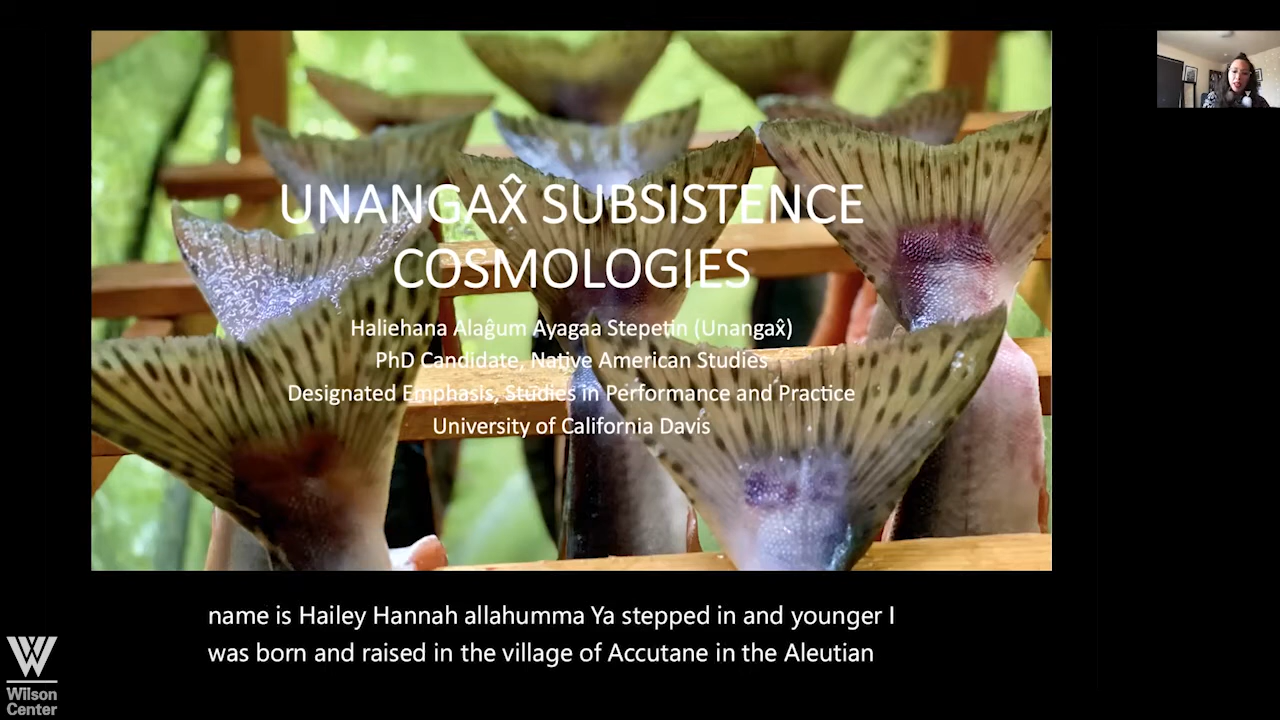 UNANGAX̂ SUBSISTENCE
COSMOLOGIES
Haliehana Alaĝum Ayagaa Stepetin (Unangax̂)
PhD Candidate, Native American Studies
Designated Emphasis, Studies in Performance and Practice
University of California Davis
name is Hailey Hannah allahumma Ya stepped in and younger I
was born and raised in the village of Accutane in the Aleutian
Wilson
Center